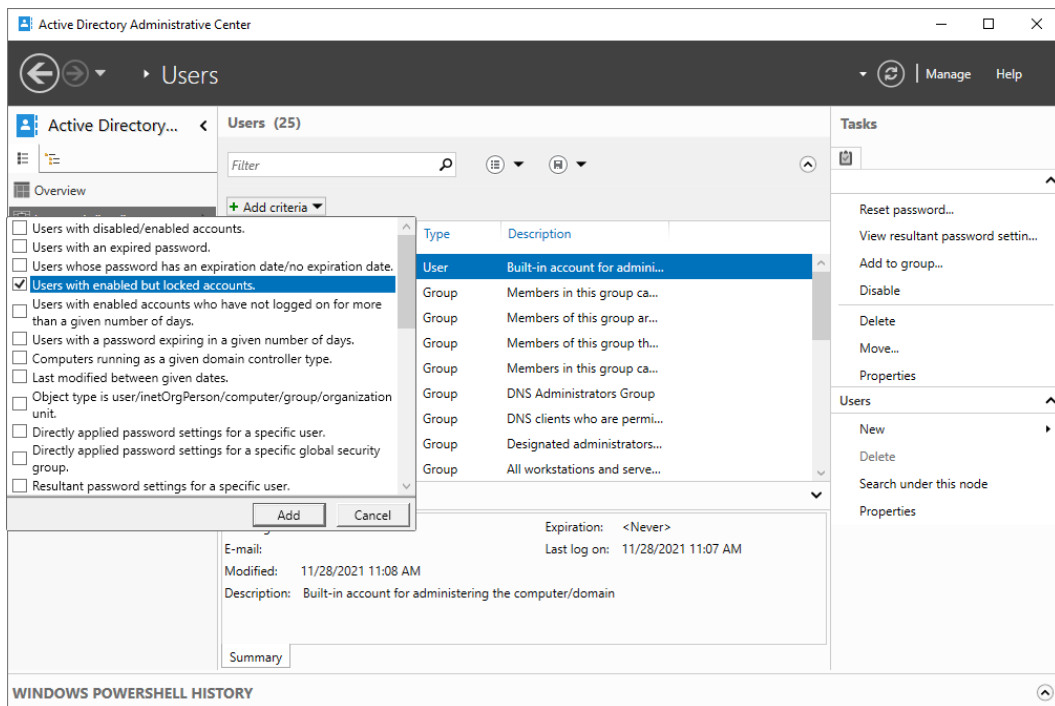 Active Directory Administrative Center
Users
Manage
Help
Active Directory...
Overview
Users (25)
Filter
Add criteria
Users with disabled/enabled accounts.
Users with an expired password.
Users whose password has an expiration date/no expiration date.
Users with enabled but locked accounts.
Users with enabled accounts who have not logged on for more
than a given number of days.
Users with a password expiring in a given number of days.
Computers running as a given domain controller type.
Last modified between given dates.
Object type is user/inetOrgPerson/computer/group/organization
unit.
Directly applied password settings for a specific user.
Directly applied password settings for a specific global security
group.
Resultant password settings for a specific user.
Add
Cancel
Type Description
User Built-in account for admini...
Group Members in this group ca...
Group Members of this group ar...
Group Members of this group th...
Group Members in this group ca...
Group DNS Administrators Group
Group DNS clients who are permi...
Group Designated administrators...
Group All workstations and serve...
Expiration: <Never>
E-mail:
Last log on: 11/28/2021 11:07 AM
Modified: 11/28/2021 11:08 AM
Description: Built-in account for administering the computer/domain
Summary
Tasks
Reset password...
View resultant password settin...
Add to group...
Disable
Delete
Move...
Properties
Users
New
Delete
Search under this node
Properties
WINDOWS POWERSHELL HISTORY